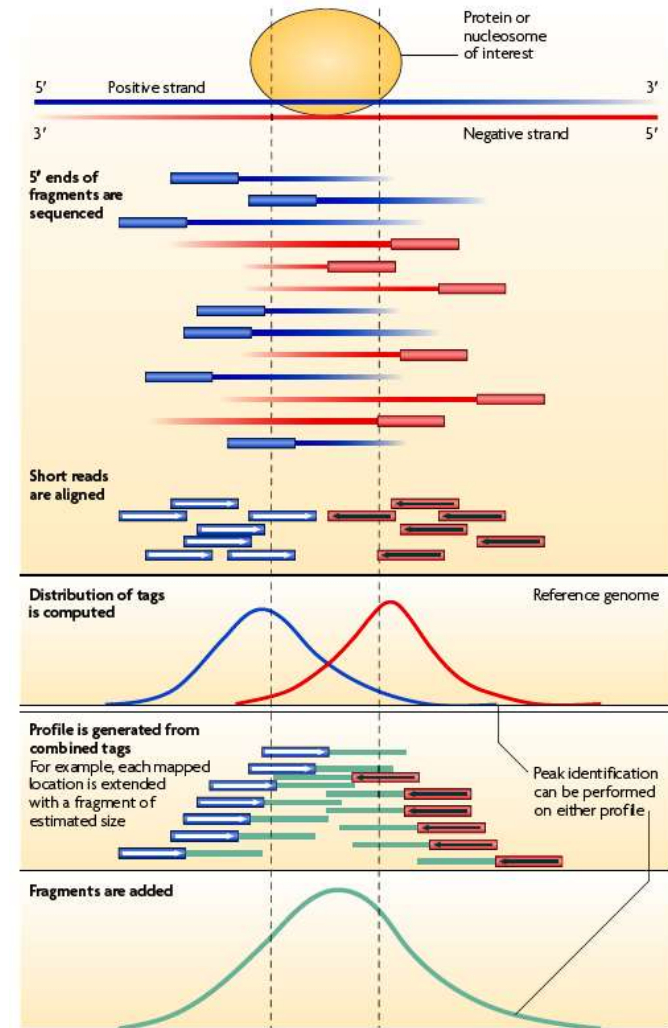 Protein or
nucleosome
of interest
5′
Positive strand
3′
3′
Negative strand
5′
5′ ends of
fragments are
sequenced
Short reads
are aligned
Distribution of tags
is computed
Reference genome
Profile is generated from
combined tags
For example, each mapped
location is extended
with a fragment of
estimated size
Peak identification
can be performed
on either profile
Fragments are added